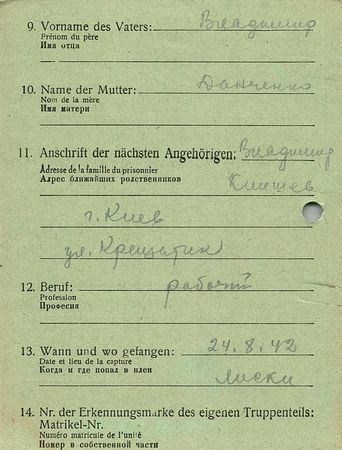 9. Vorname des Vaters: Владимир
Prénom du père
Имя отца
10. Name der Mutter: Данченко
Nom de la mère
Имя матери
11. Anschrift der nächsten Angehörigen: Владимир
Adresse de la famille du prisonnier
Адрес ближайших родственников
г. Киев
ул. Крещатик
12. Beruf: рабочий
Profession
Професия
13. Wann und wo gefangen: 24.8.42
Date et lieu de la capture
Когда и где попал в плен
Лиски
14. Nr. der Erkennungsmarke des eigenen Truppenteils:
Matrikel-Nr.
Numéro matricule de l'unité
Номер в собственной части